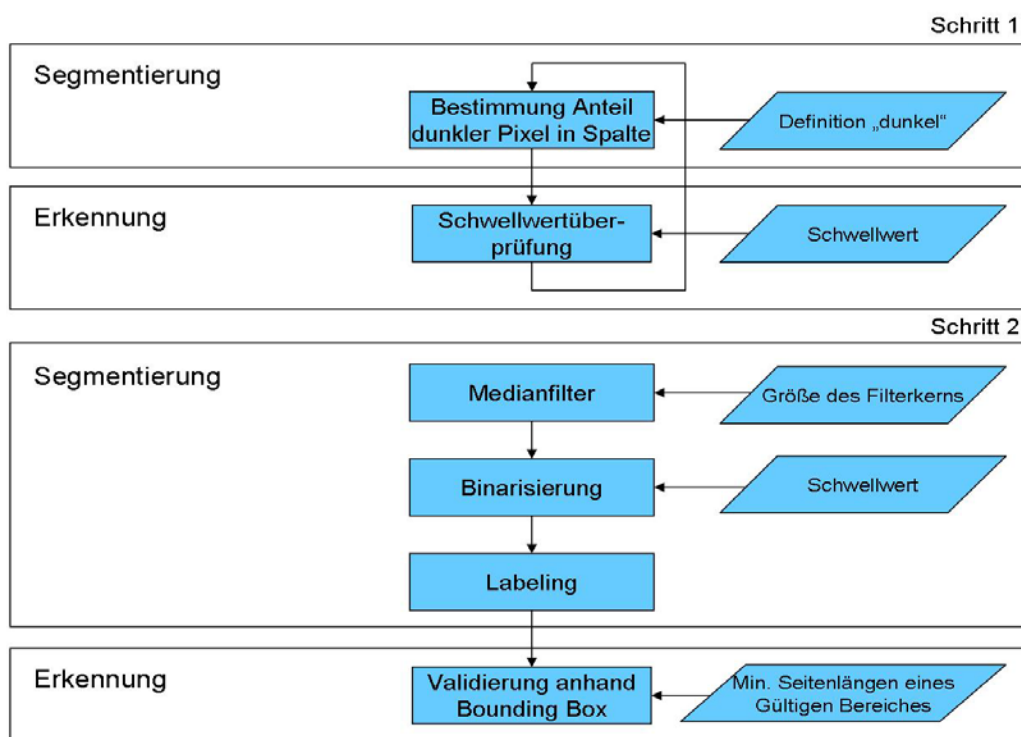 Schritt 1
Segmentierung
Bestimmung Anteil
dunkler Pixel in Spalte
Definition „dunkel“
Erkennung
Schwellwertüber-
prüfung
Schwellwert
Schritt 2
Segmentierung
Medianfilter
Größe des Filterkerns
Binarisierung
Schwellwert
Labeling
Erkennung
Validierung anhand
Bounding Box
Min. Seitenlängen eines
Gültigen Bereiches